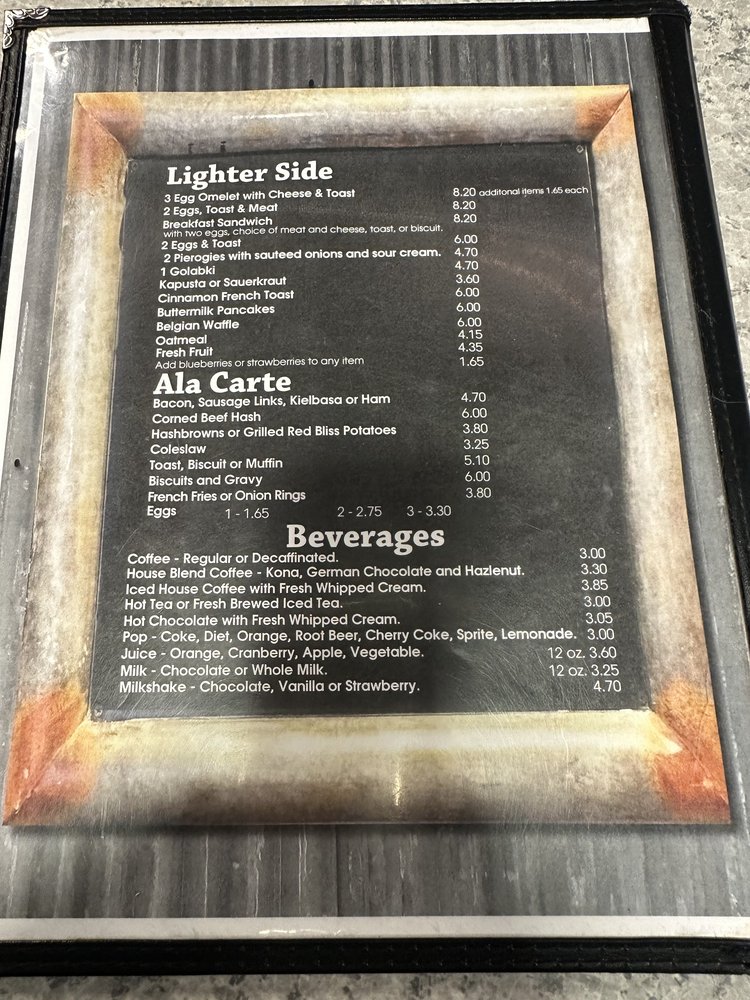 Lighter Side
3 Egg Omelet with Cheese & Toast 8.20 additonal items 1.65 each
2 Eggs, Toast & Meat 8.20
Breakfast Sandwich 8.20
with two eggs, choice of meat and cheese, toast, or biscuit.
2 Eggs & Toast 6.00
2 Pierogies with sauteed onions and sour cream. 4.70
1 Golabki 4.70
Kapusta or Sauerkraut 3.60
Cinnamon French Toast 6.00
Buttermilk Pancakes 6.00
Belgian Waffle 6.00
Oatmeal 4.15
Fresh Fruit 4.35
Add blueberries or strawberries to any item 1.65
Ala Carte
Bacon, Sausage Links, Kielbasa or Ham 4.70
Corned Beef Hash 6.00
Hashbrowns or Grilled Red Bliss Potatoes 3.80
Coleslaw 3.25
Toast, Biscuit or Muffin 5.10
Biscuits and Gravy 6.00
French Fries or Onion Rings 3.80
Eggs 1 - 1.65 2 - 2.75 3 - 3.30
Beverages
Coffee - Regular or Decaffinated. 3.00
House Blend Coffee - Kona, German Chocolate and Hazlenut. 3.30
Iced House Coffee with Fresh Whipped Cream. 3.85
Hot Tea or Fresh Brewed Iced Tea. 3.00
Hot Chocolate with Fresh Whipped Cream. 3.05
Pop - Coke, Diet, Orange, Root Beer, Cherry Coke, Sprite, Lemonade. 3.00
Juice - Orange, Cranberry, Apple, Vegetable. 12 oz. 3.60
Milk - Chocolate or Whole Milk. 12 oz. 3.25
Milkshake - Chocolate, Vanilla or Strawberry. 4.70